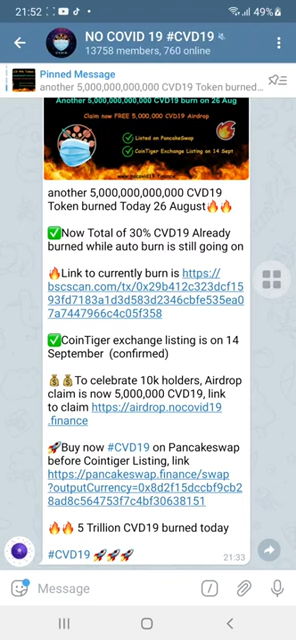 21:52
49%
NO COVID 19 #CVD19
13758 members, 760 online
Pinned Message
another 5,000,000,000,000 CVD19 Token burned...
Another 5,000,000,000,000 CVD19 burn on 26 Aug
Claim now FREE 5,000,000 CVD19 Airdrop
Listed on PancakeSwap
CoinTiger Exchange Listing on 14 Sept
www.nocovid19.finance
another 5,000,000,000,000 CVD19
Token burned Today 26 August🔥🔥
✅Now Total of 30% CVD19 Already
burned while auto burn is still going on
🔥Link to currently burn is https://
bscscan.com/tx/0x29b412c323dcf15
93fd7183a1d3d583d2346cbfe535ea0
7a7447966c4c05f358
✅CoinTiger exchange listing is on 14
September (confirmed)
💰💰To celebrate 10k holders, Airdrop
claim is now 5,000,000 CVD19, link
to claim https://airdrop.nocovid19
.finance
🚀Buy now #CVD19 on Pancakeswap
before Cointiger Listing, link
https://pancakeswap.finance/swap
?outputCurrency=0x8d2f15dccbf9cb2
8ad8c564753f7c4bf30638151
🔥🔥 5 Trillion CVD19 burned today
#CVD19 🚀🚀🚀
21:33
Message